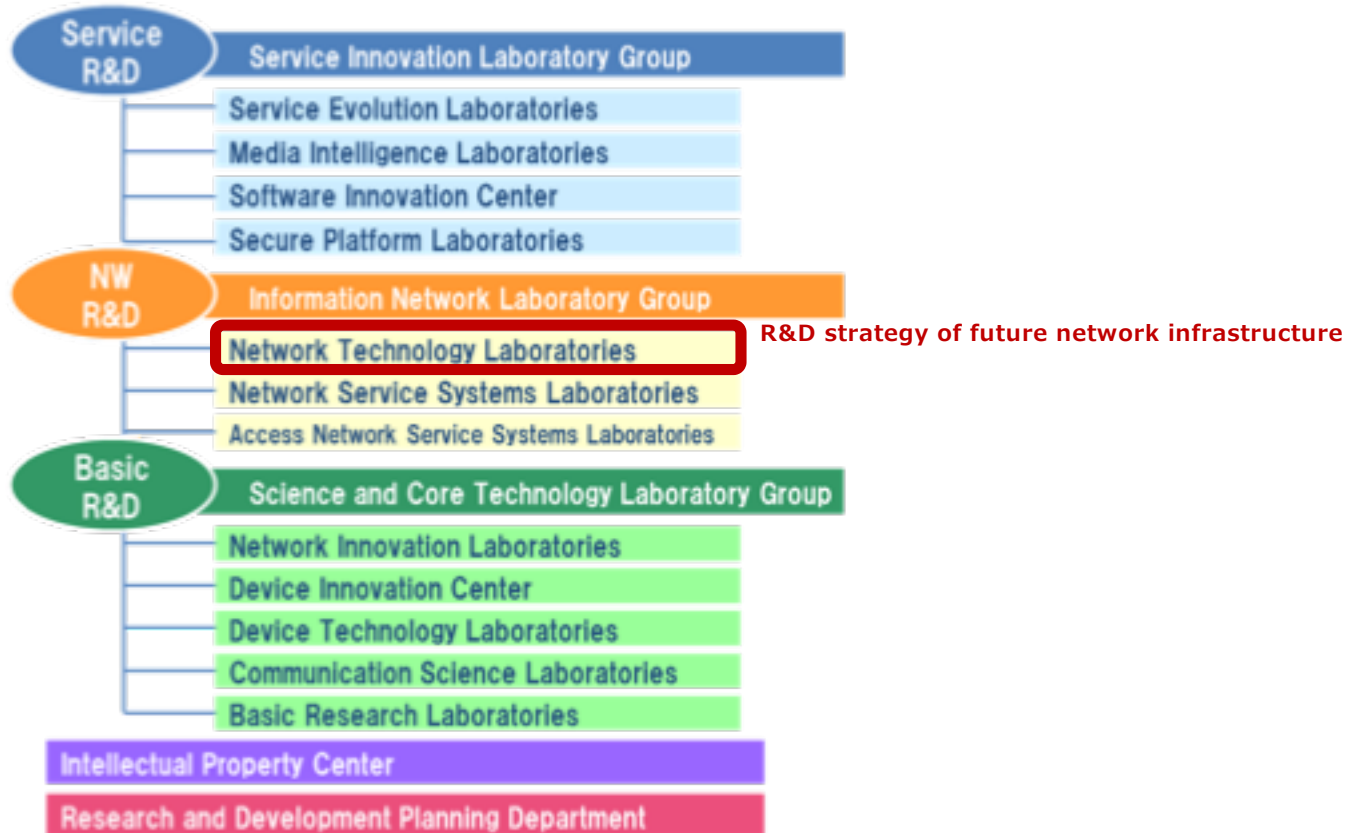 Service
R&D
Service Innovation Laboratory Group
Service Evolution Laboratories
Media Intelligence Laboratories
Software Innovation Center
Secure Platform Laboratories
NW
R&D
Information Network Laboratory Group
Network Technology Laboratories
R&D strategy of future network infrastructure
Network Service Systems Laboratories
Access Network Service Systems Laboratories
Basic
R&D
Science and Core Technology Laboratory Group
Network Innovation Laboratories
Device Innovation Center
Device Technology Laboratories
Communication Science Laboratories
Basic Research Laboratories
Intellectual Property Center
Research and Development Planning Department